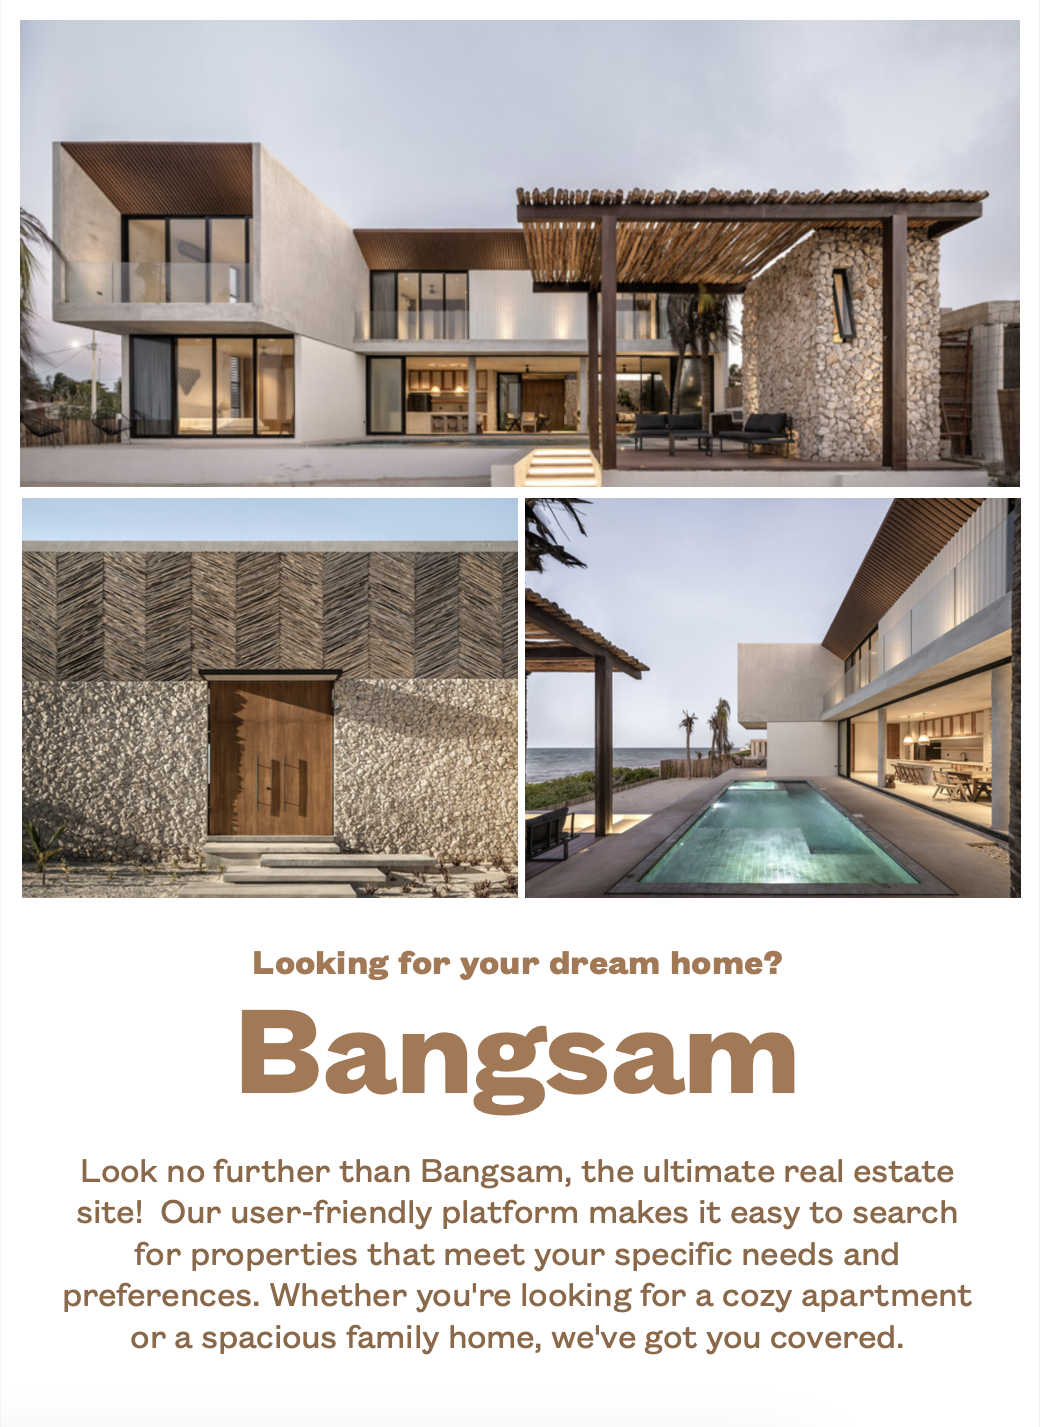 Looking for your dream home?
Bangsam
Look no further than Bangsam, the ultimate real estate
site!  Our user-friendly platform makes it easy to search
for properties that meet your specific needs and
preferences. Whether you're looking for a cozy apartment
or a spacious family home, we've got you covered.